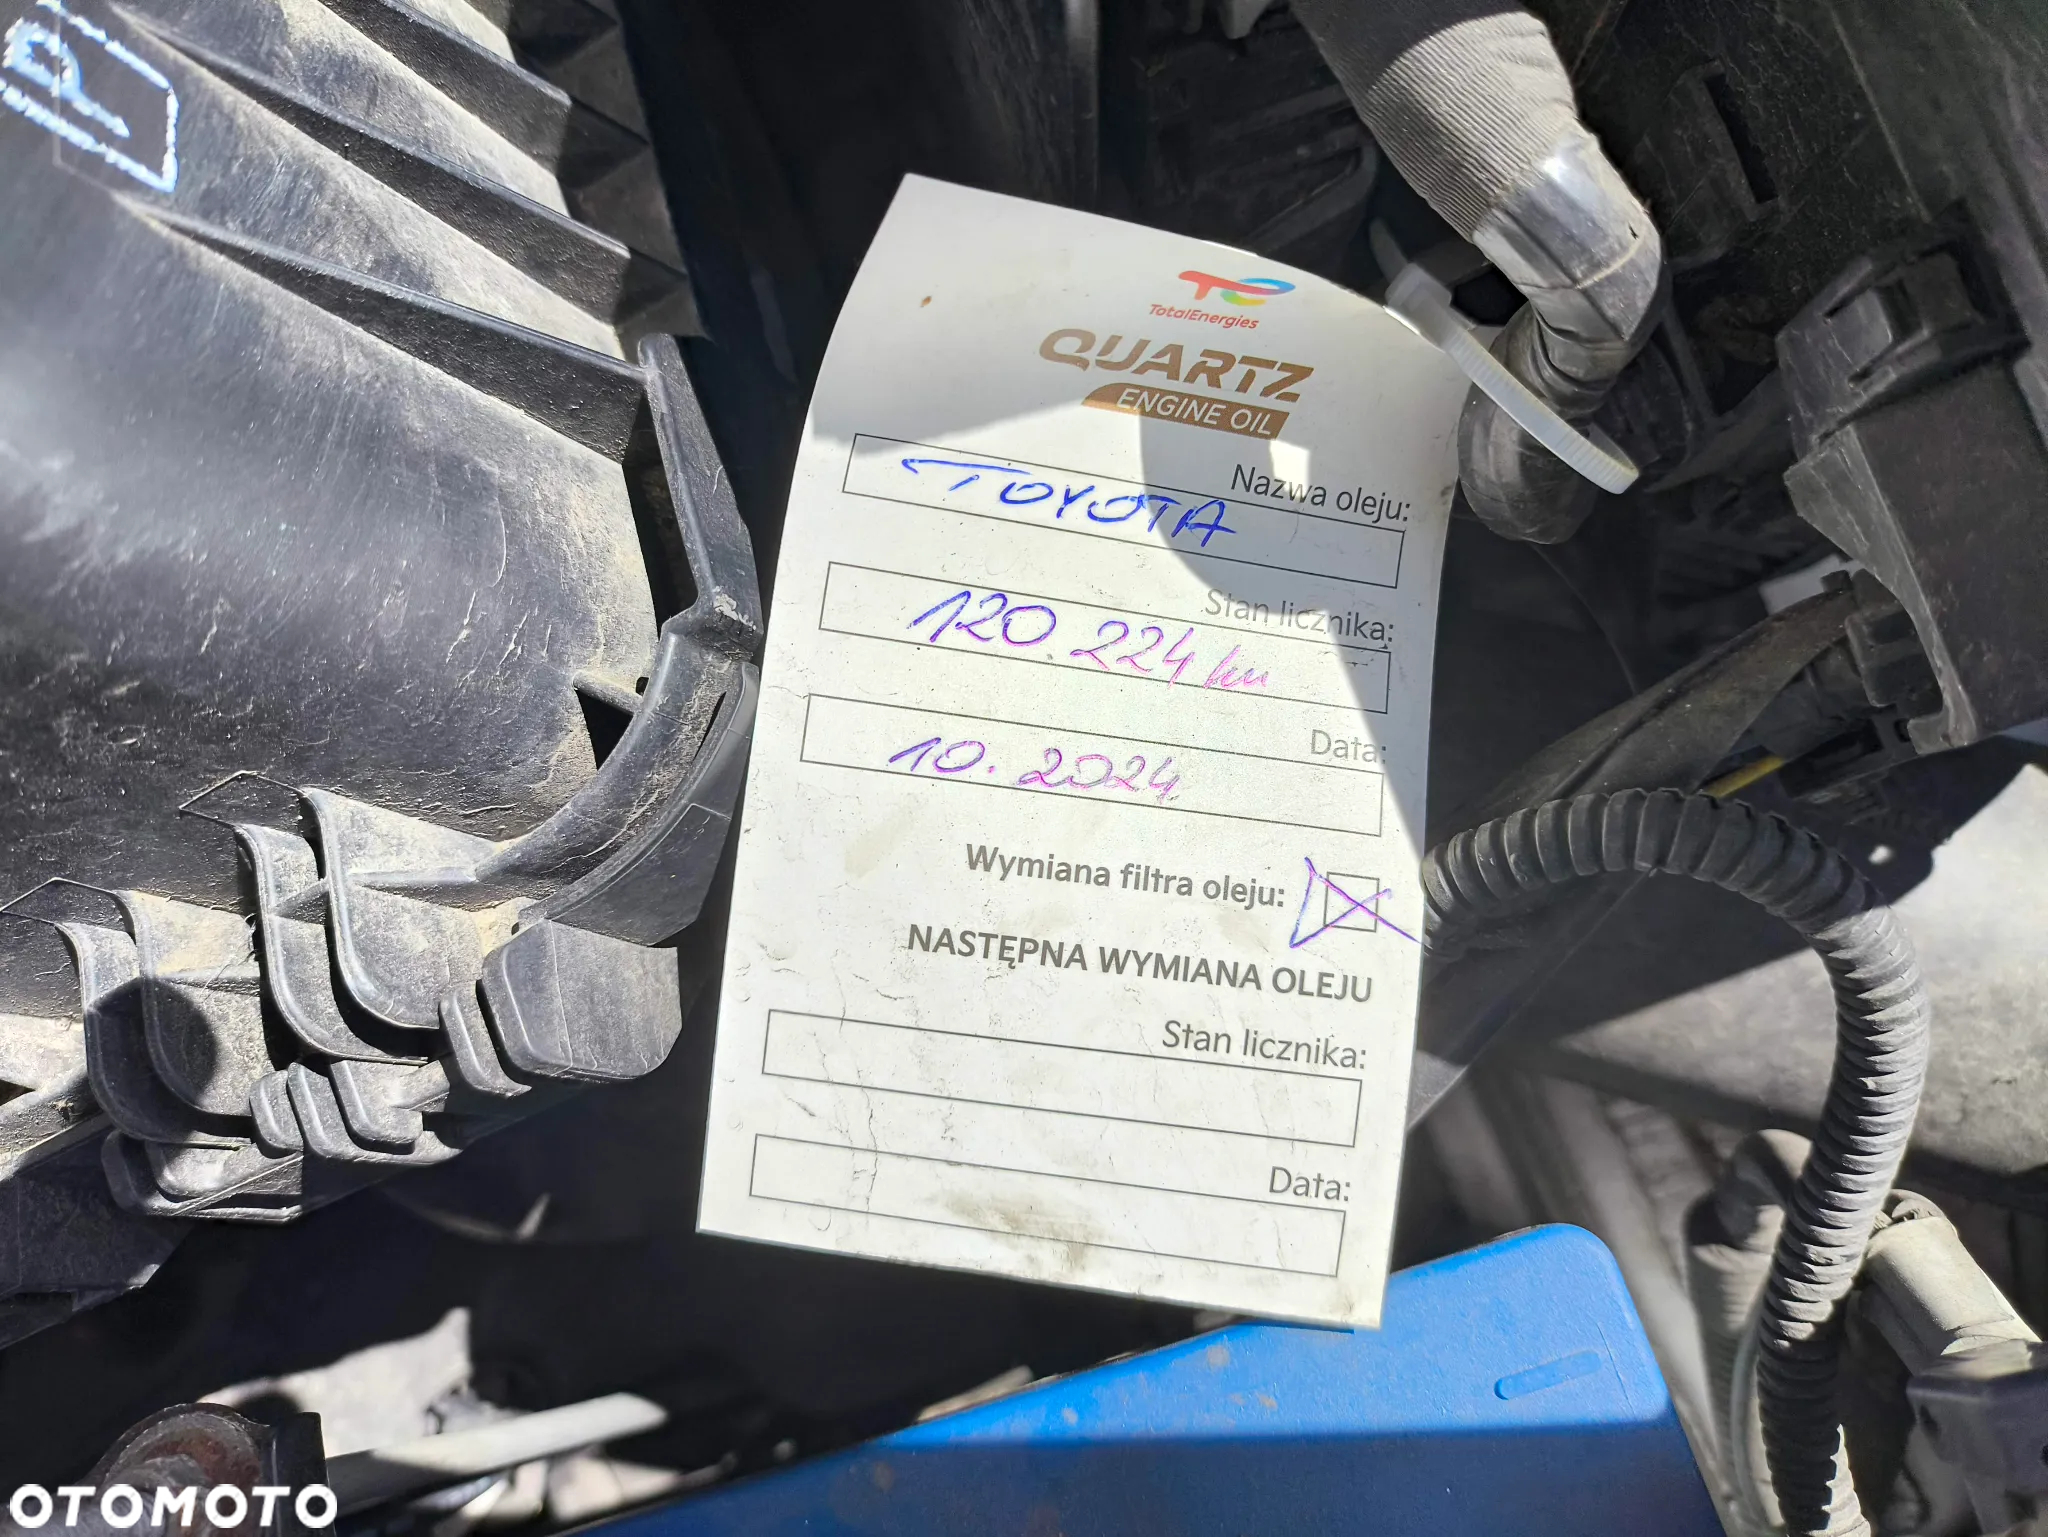 P
TotalEnergies
QUARTZ
ENGINE OIL
Nazwa oleju:
TOYOTA
Stan licznika:
120 224 km
Data:
10.2024
Wymiana filtra oleju:
NASTĘPNA WYMIANA OLEJU
Stan licznika:
Data:
OTOMOTO